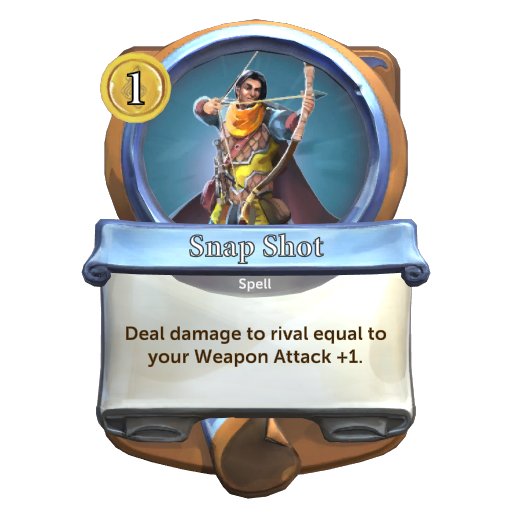 1
Snap Shot
Spell
Deal damage to rival equal to
your Weapon Attack +1.